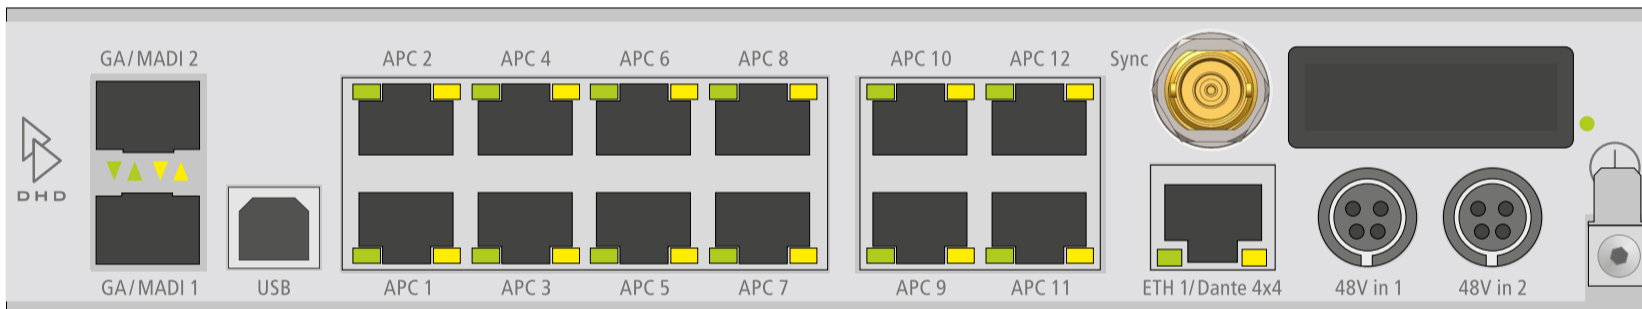 GA/MADI 2
APC 2
APC 4
APC 6
APC 8
APC 10
APC 12
Sync
DHD
GA/MADI 1
USB
APC 1
APC 3
APC 5
APC 7
APC 9
APC 11
ETH 1/Dante 4x4
48V in 1
48V in 2